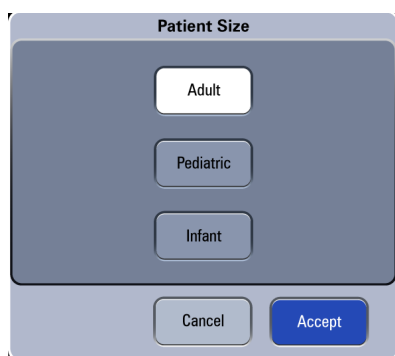 Patient Size
Adult
Pediatric
Infant
Cancel Accept